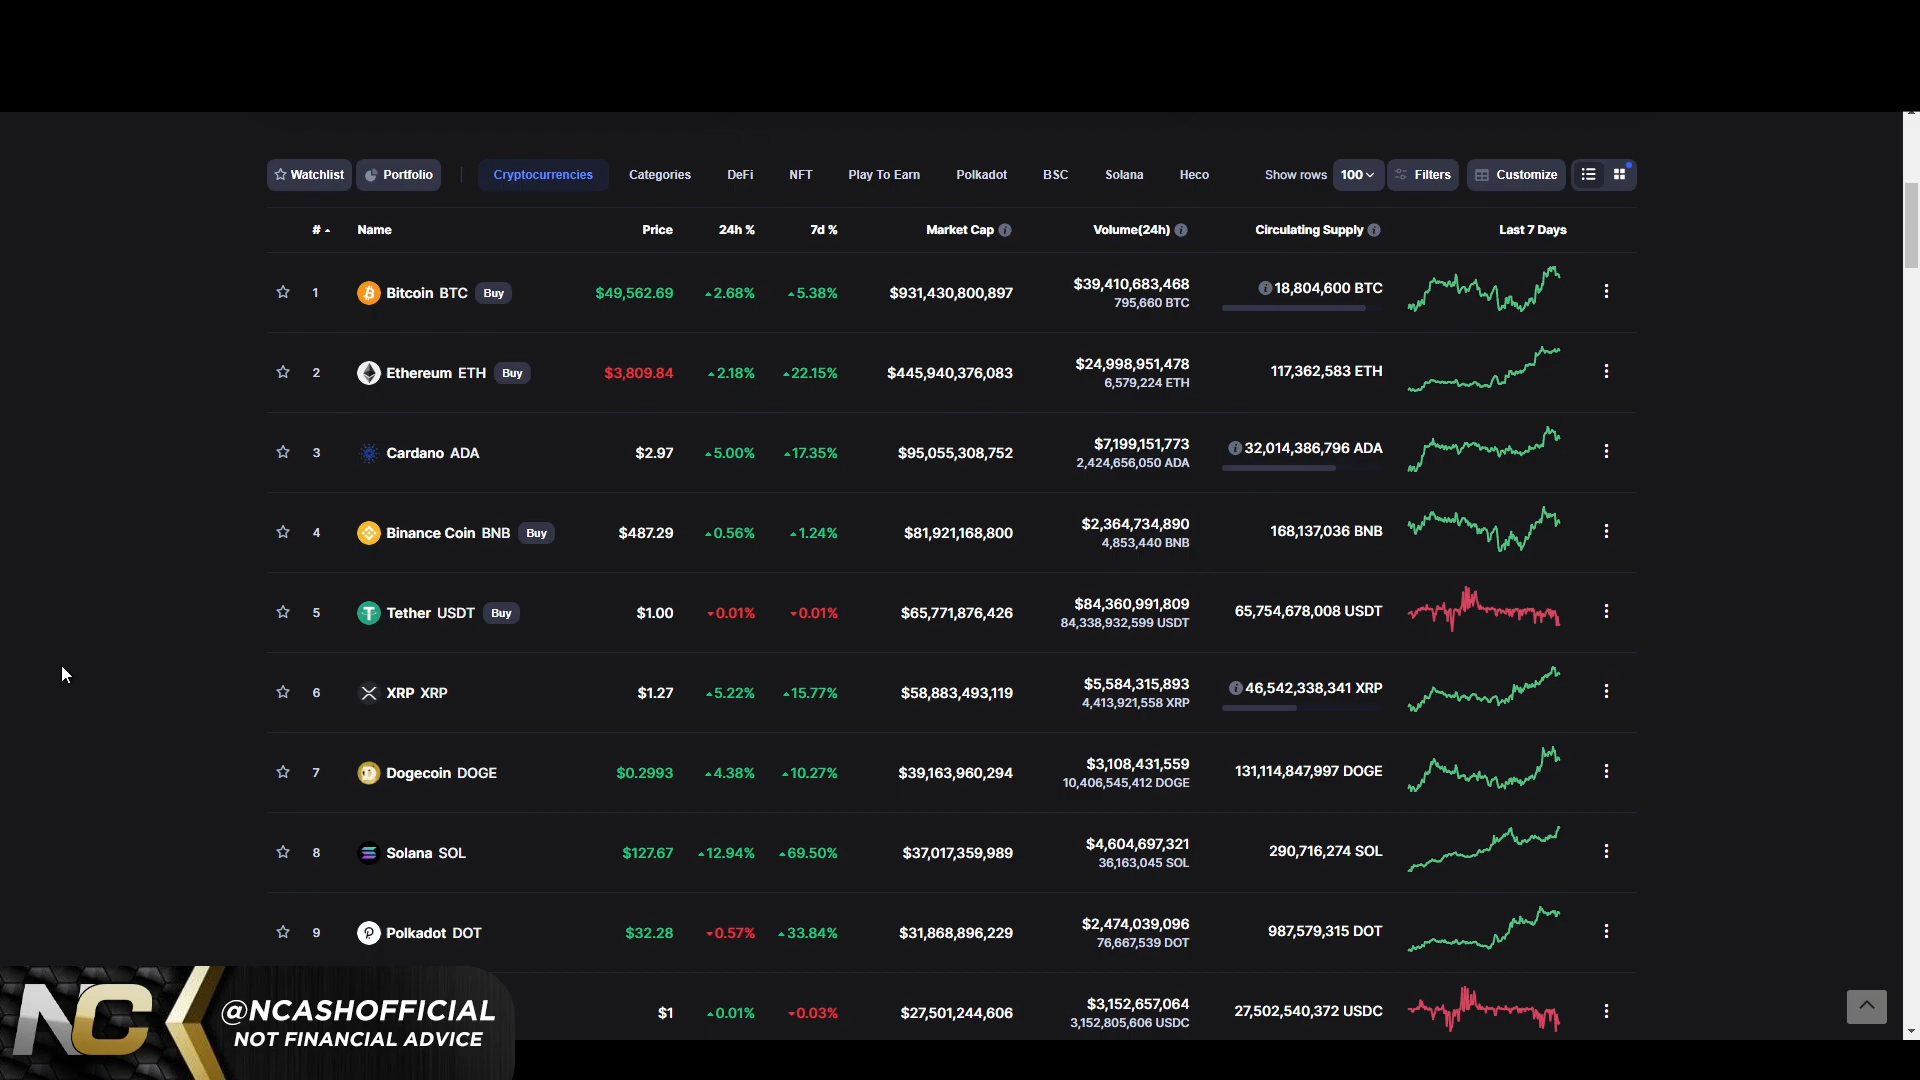 Watchlist Portfolio Cryptocurrencies Categories DeFi NFT Play To Earn Polkadot BSC Solana Heco Show rows 100 Filters Customize
# Name Price 24h % 7d % Market Cap Volume(24h) Circulating Supply Last 7 Days
1 Bitcoin BTC Buy $49,562.69 2.68% 5.38% $931,430,800,897 $39,410,683,468 18,804,600 BTC
795,660 BTC
2 Ethereum ETH Buy $3,809.84 2.18% 22.15% $445,940,376,083 $24,998,951,478 117,362,583 ETH
6,579,224 ETH
3 Cardano ADA $2.97 5.00% 17.35% $95,055,308,752 $7,199,151,773 32,014,386,796 ADA
2,424,656,050 ADA
4 Binance Coin BNB Buy $487.29 0.56% 1.24% $81,921,168,800 $2,364,734,890 168,137,036 BNB
4,853,440 BNB
5 Tether USDT Buy $1.00 0.01% 0.01% $65,771,876,426 $84,360,991,809 65,754,678,008 USDT
84,338,932,599 USDT
6 XRP XRP $1.27 5.22% 15.77% $58,883,493,119 $5,584,315,893 46,542,338,341 XRP
4,413,921,558 XRP
7 Dogecoin DOGE $0.2993 4.38% 10.27% $39,163,960,294 $3,108,431,559 131,114,847,997 DOGE
10,406,545,412 DOGE
8 Solana SOL $127.67 12.94% 69.50% $37,017,359,989 $4,604,697,321 290,716,274 SOL
36,163,045 SOL
9 Polkadot DOT $32.28 0.57% 33.84% $31,868,896,229 $2,474,039,096 987,579,315 DOT
76,667,539 DOT
$1 0.01% 0.03% $27,501,244,606 $3,152,657,064 27,502,540,372 USDC
3,152,805,606 USDC
NC @NCASHOFFICIAL
NOT FINANCIAL ADVICE